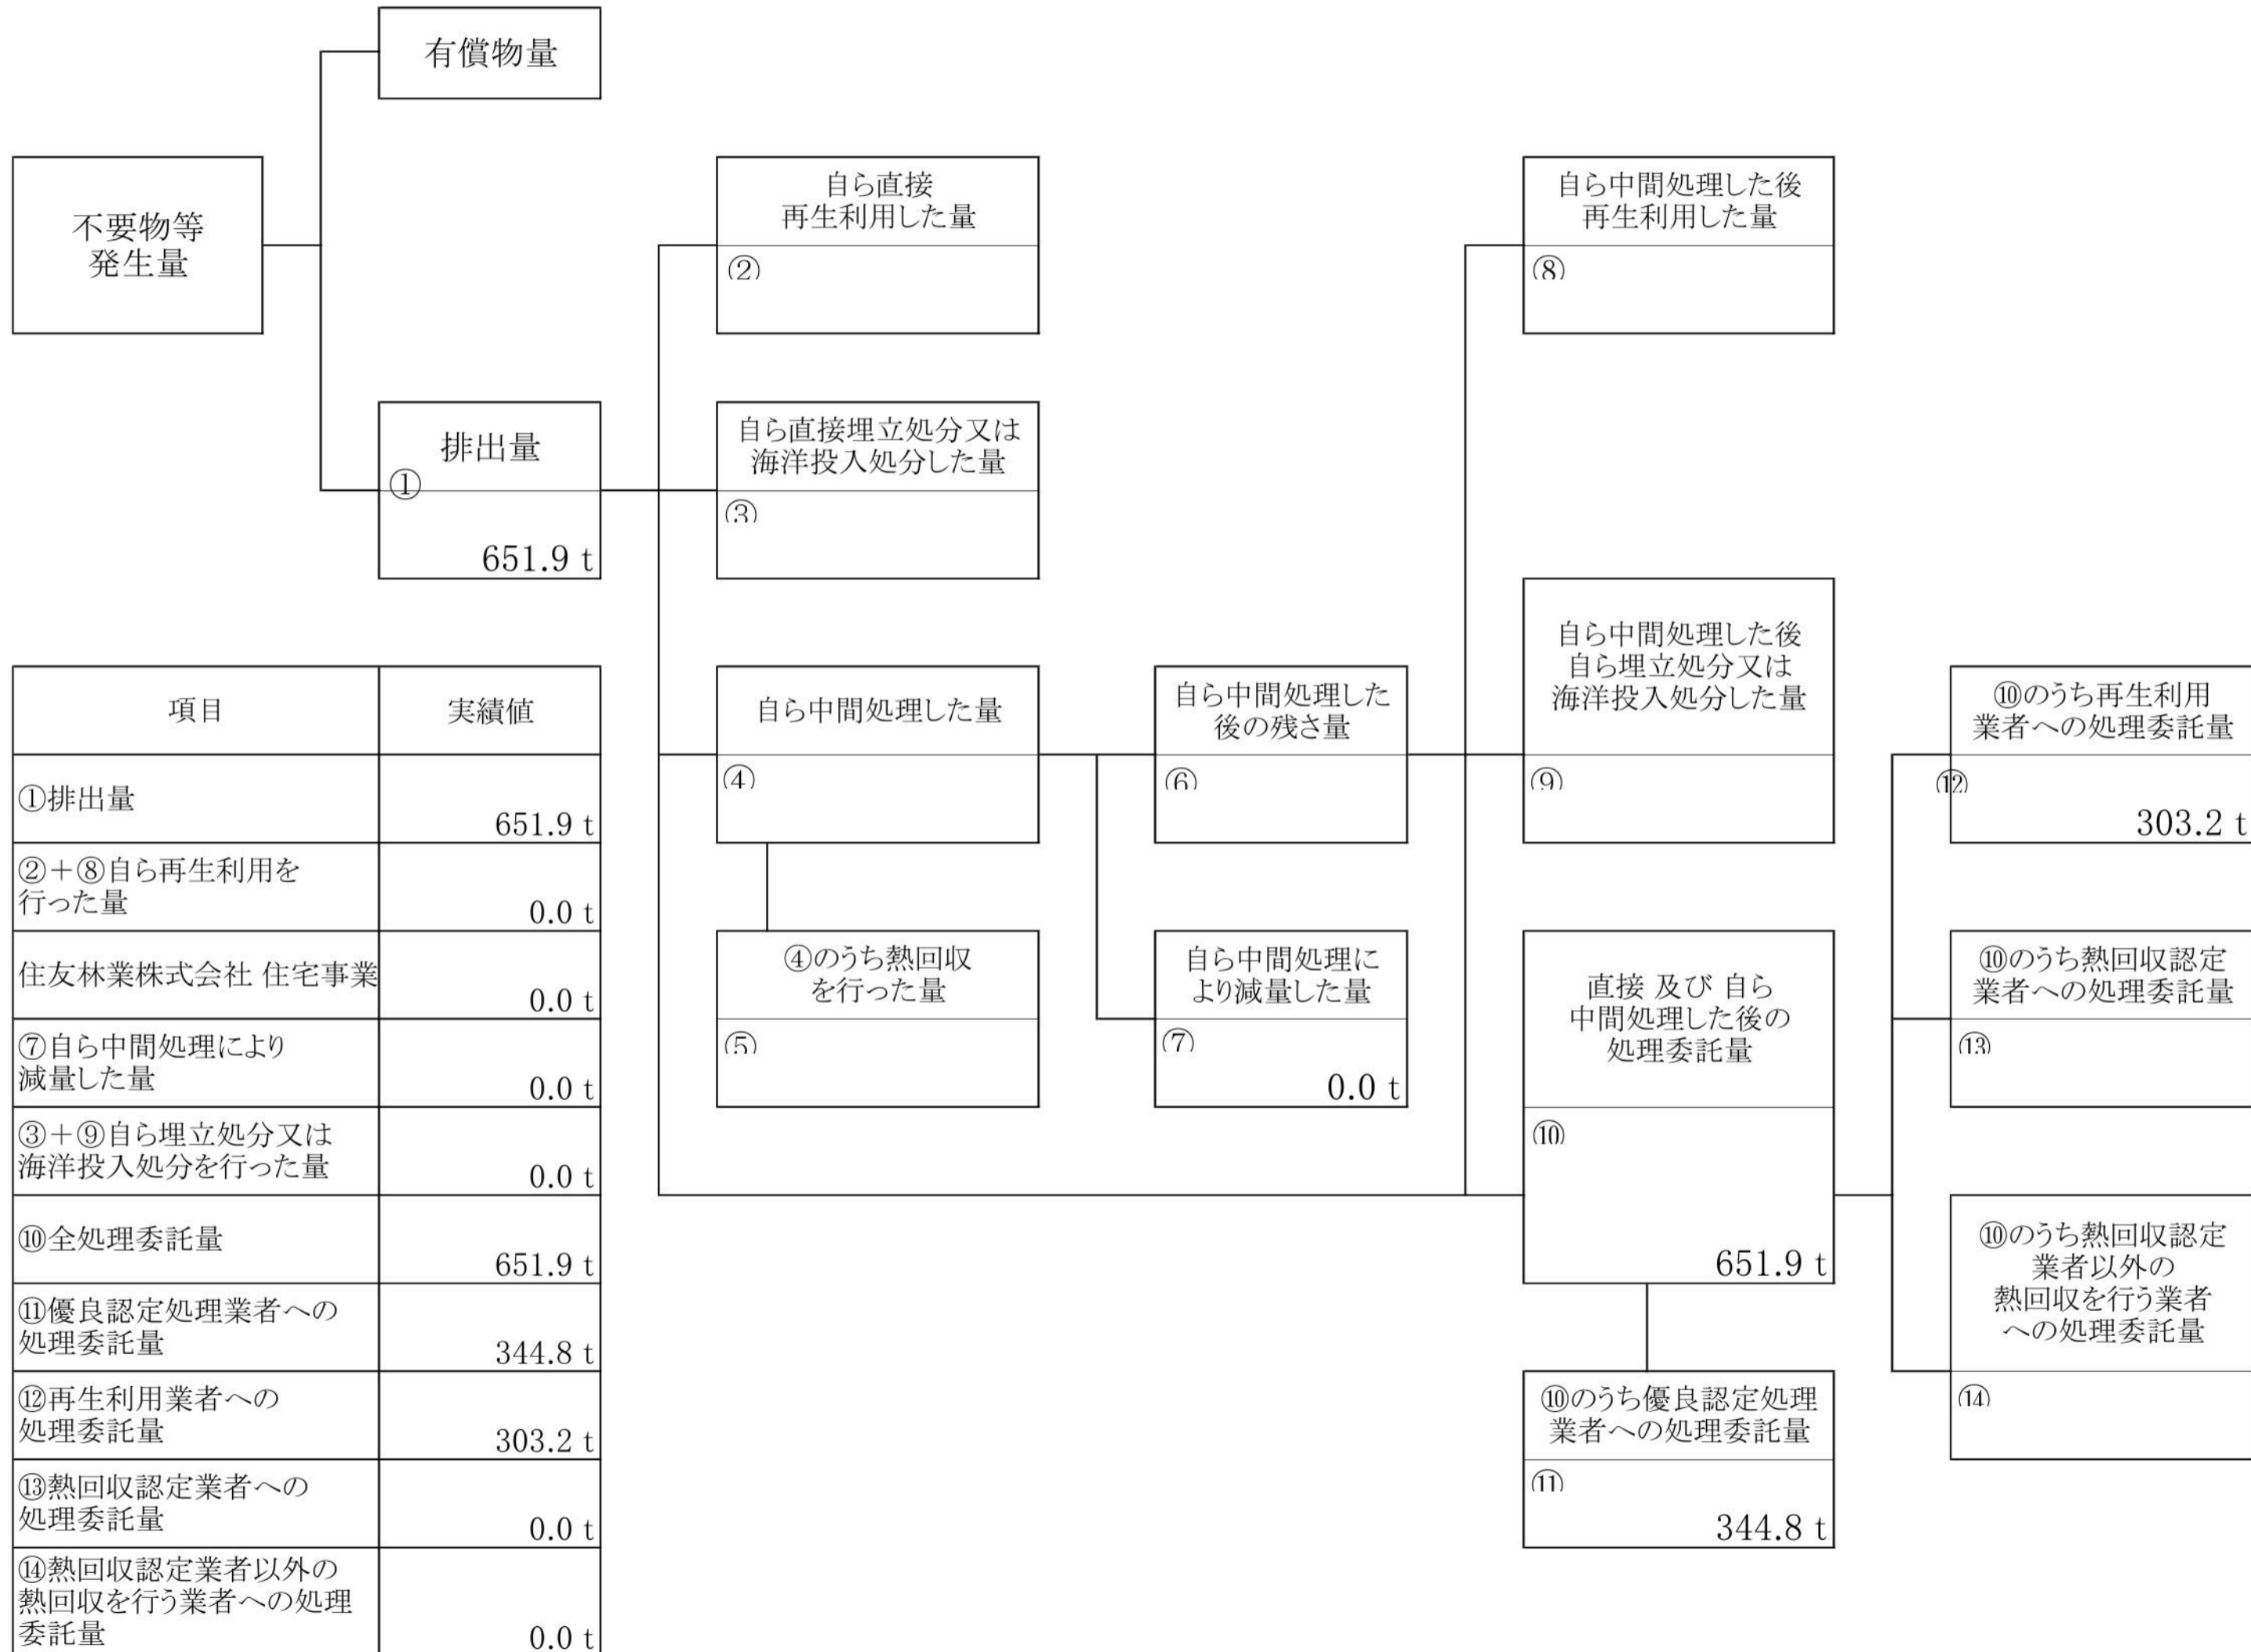 有償物量
不要物等
発生量
自ら直接
再生利用した量
②
自ら中間処理した後
再生利用した量
⑧
排出量
①
651.9 t
自ら直接埋立処分又は
海洋投入処分した量
③
自ら中間処理した量
④
自ら中間処理した
後の残さ量
⑥
自ら中間処理した後
自ら埋立処分又は
海洋投入処分した量
⑨
⑩のうち再生利用
業者への処理委託量
⑫
303.2 t
④のうち熱回収
を行った量
⑤
自ら中間処理に
より減量した量
⑦
0.0 t
直接 及び 自ら
中間処理した後の
処理委託量
⑩
651.9 t
⑩のうち熱回収認定
業者への処理委託量
⑬
⑩のうち熱回収認定
業者以外の
熱回収を行う業者
への処理委託量
⑭
⑩のうち優良認定処理
業者への処理委託量
⑪
344.8 t
項目 実績値
①排出量
651.9 t
②＋⑧自ら再生利用を
行った量
0.0 t
住友林業株式会社 住宅事業
0.0 t
⑦自ら中間処理により
減量した量
0.0 t
③＋⑨自ら埋立処分又は
海洋投入処分を行った量
0.0 t
⑩全処理委託量
651.9 t
⑪優良認定処理業者への
処理委託量
344.8 t
⑫再生利用業者への
処理委託量
303.2 t
⑬熱回収認定業者への
処理委託量
0.0 t
⑭熱回収認定業者以外の
熱回収を行う業者への処理
委託量
0.0 t